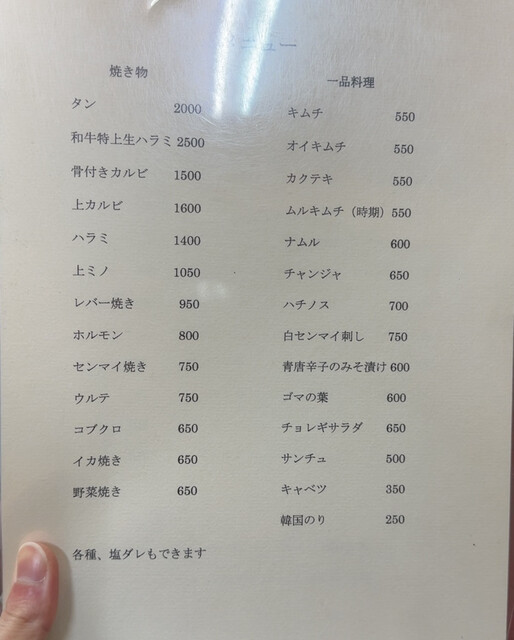 メニュー
焼き物
タン 2000
和牛特上生ハラミ 2500
骨付きカルビ 1500
上カルビ 1600
ハラミ 1400
上ミノ 1050
レバー焼き 950
ホルモン 800
センマイ焼き 750
ウルテ 750
コブクロ 650
イカ焼き 650
野菜焼き 650
各種、塩ダレもできます
一品料理
キムチ 550
オイキムチ 550
カクテキ 550
ムルキムチ（時期）550
ナムル 600
チャンジャ 650
ハチノス 700
白センマイ刺し 750
青唐辛子のみそ漬け 600
ゴマの葉 600
チョレギサラダ 650
サンチュ 500
キャベツ 350
韓国のり 250